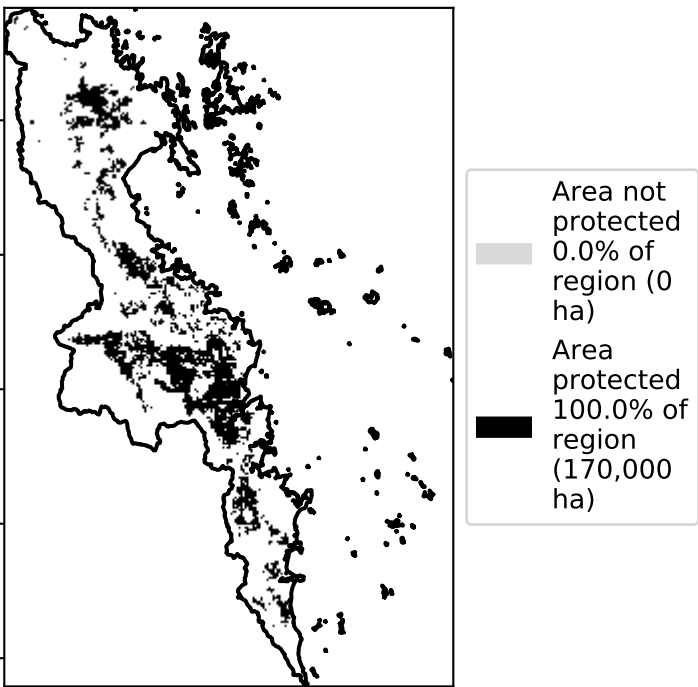 Area not
protected
0.0% of
region (0
ha)
Area
protected
100.0% of
region
(170,000
ha)